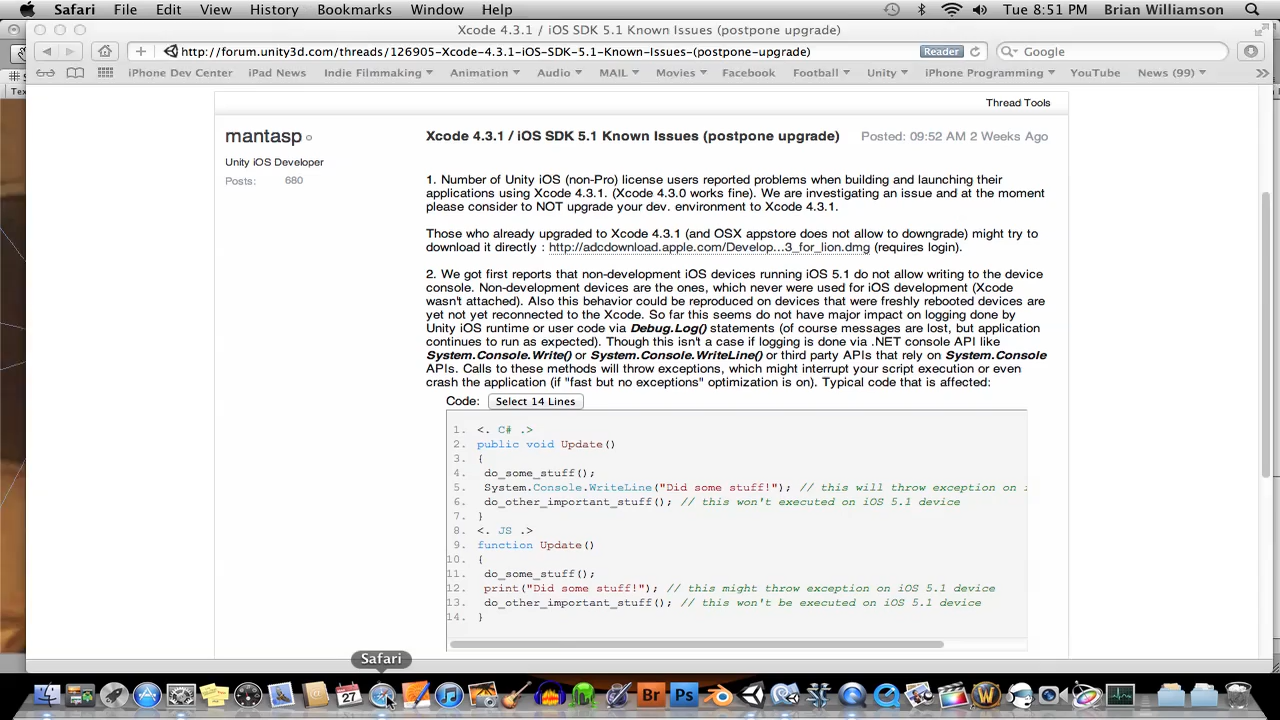 Safari File Edit View History Bookmarks Window Help Tue 8:51 PM Brian Williamson
Xcode 4.3.1 / iOS SDK 5.1 Known Issues (postpone upgrade)
http://forum.unity3d.com/threads/126905-Xcode-4.3.1-iOS-SDK-5.1-Known-Issues-(postpone-upgrade) Reader Google
iPhone Dev Center iPad News Indie Filmmaking Animation Audio MAIL Movies Facebook Football Unity iPhone Programming YouTube News (99)
Thread Tools
mantasp Xcode 4.3.1 / iOS SDK 5.1 Known Issues (postpone upgrade) Posted: 09:52 AM 2 Weeks Ago
Unity iOS Developer
Posts: 680
1. Number of Unity iOS (non-Pro) license users reported problems when building and launching their
applications using Xcode 4.3.1. (Xcode 4.3.0 works fine). We are investigating an issue and at the moment
please consider to NOT upgrade your dev. environment to Xcode 4.3.1.
Those who already upgraded to Xcode 4.3.1 (and OSX appstore does not allow to downgrade) might try to
download it directly : http://adcdownload.apple.com/Develop...3_for_lion.dmg (requires login).
2. We got first reports that non-development iOS devices running iOS 5.1 do not allow writing to the device
console. Non-development devices are the ones, which never were used for iOS development (Xcode
wasn't attached). Also this behavior could be reproduced on devices that were freshly rebooted devices are
yet not yet reconnected to the Xcode. So far this seems do not have major impact on logging done by
Unity iOS runtime or user code via Debug.Log() statements (of course messages are lost, but application
continues to run as expected). Though this isn't a case if logging is done via .NET console API like
System.Console.Write() or System.Console.WriteLine() or third party APIs that rely on System.Console
APIs. Calls to these methods will throw exceptions, which might interrupt your script execution or even
crash the application (if "fast but no exceptions" optimization is on). Typical code that is affected:
Code: Select 14 Lines
1. <. C# .>
2. public void Update()
3. {
4. do_some_stuff();
5. System.Console.WriteLine("Did some stuff!"); // this will throw exception on
6. do_other_important_stuff(); // this won't executed on iOS 5.1 device
7. }
8. <. JS .>
9. function Update()
10. {
11. do_some_stuff();
12. print("Did some stuff!"); // this might throw exception on iOS 5.1 device
13. do_other_important_stuff(); // this won't be executed on iOS 5.1 device
14. }
Safari
27 Br Ps W